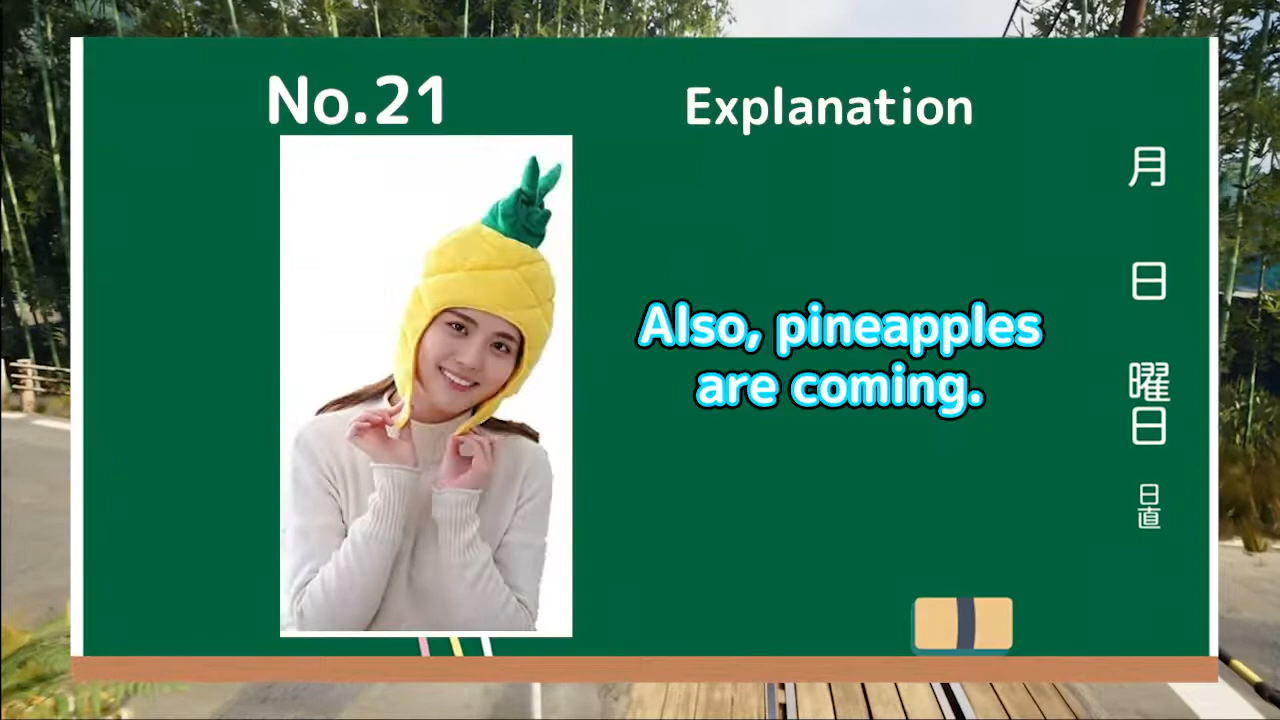 No.21
Explanation
Also, pineapples
are coming.
月
日
曜
日
日
直